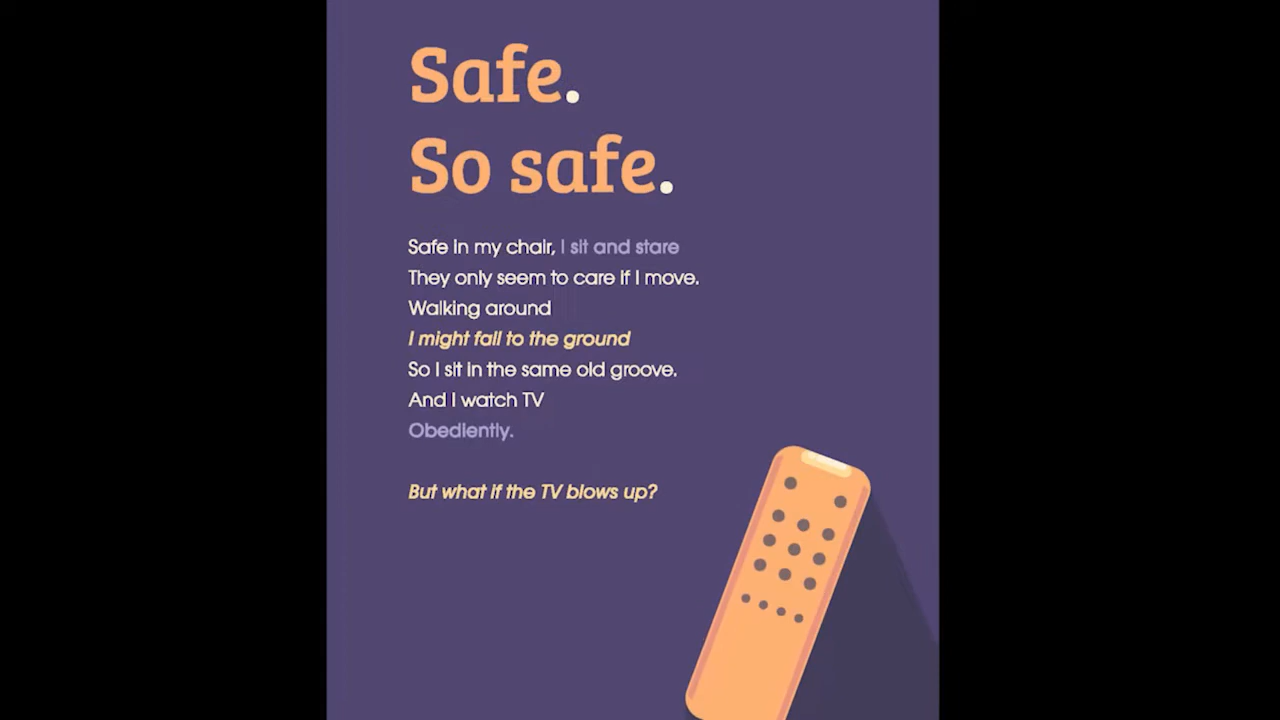 Safe.
So safe.
Safe in my chair, I sit and stare
They only seem to care if I move.
Walking around
I might fall to the ground
So I sit in the same old groove.
And I watch TV
Obediently.
But what if the TV blows up?